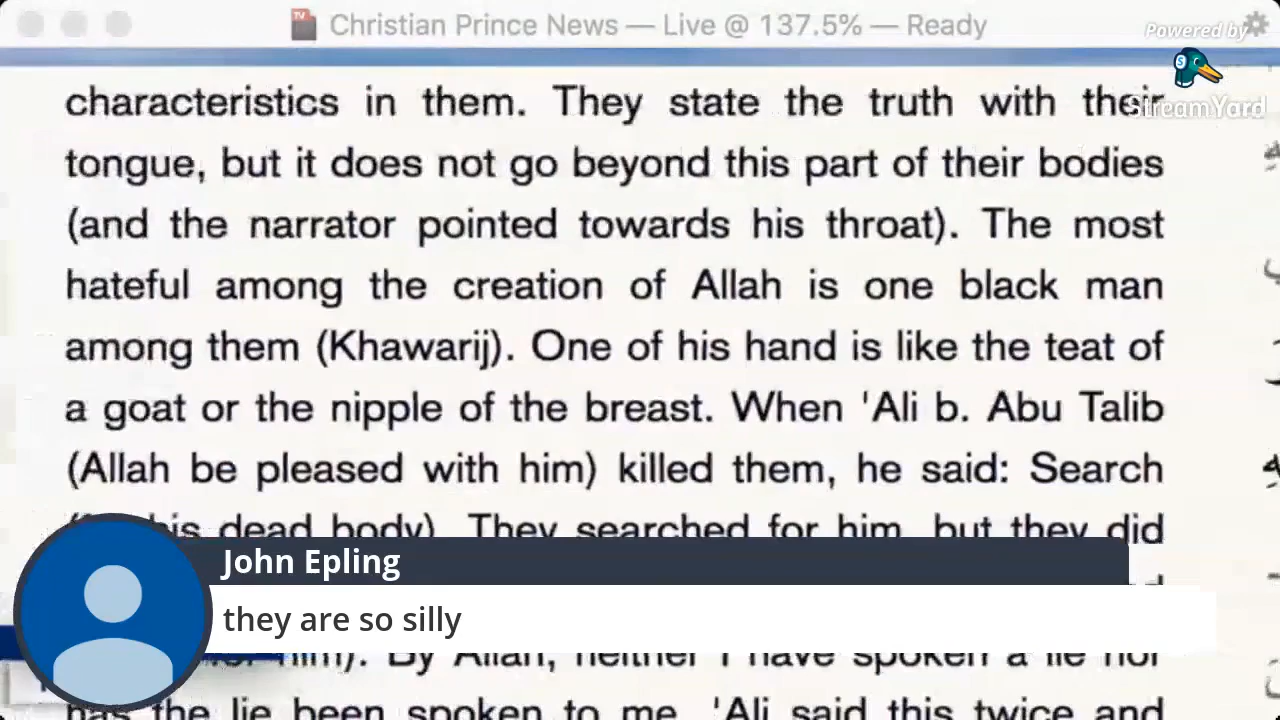 Christian Prince News — Live @ 137.5% — Ready
Powered by
StreamYard
characteristics in them. They state the truth with their
tongue, but it does not go beyond this part of their bodies
(and the narrator pointed towards his throat). The most
hateful among the creation of Allah is one black man
among them (Khawarij). One of his hand is like the teat of
a goat or the nipple of the breast. When 'Ali b. Abu Talib
(Allah be pleased with him) killed them, he said: Search
his dead body). They searched for him, but they did
John Epling
they are so silly
him). By Allah, neither I have spoken a lie nor
has the lie been spoken to me. 'Ali said this twice and